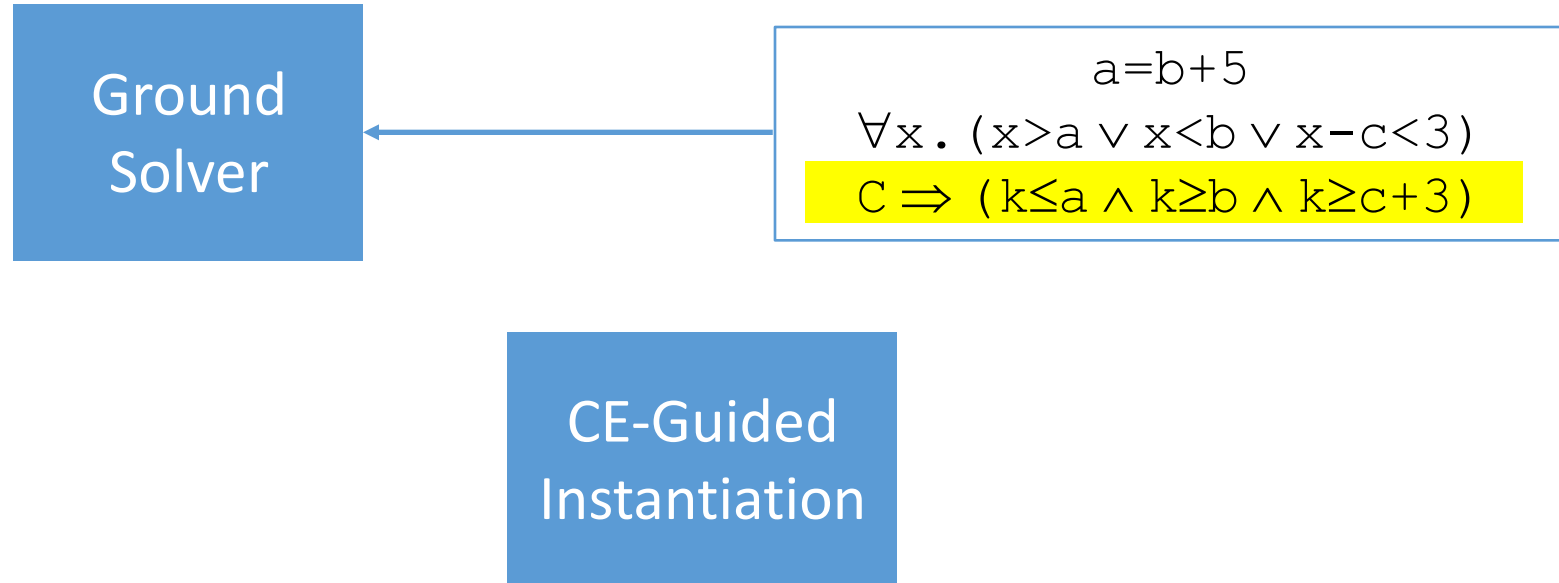 Ground
Solver
a=b+5
∀x.(x>a ∨ x<b ∨ x-c<3)
C ⇒ (k≤a ∧ k≥b ∧ k≥c+3)
CE-Guided
Instantiation